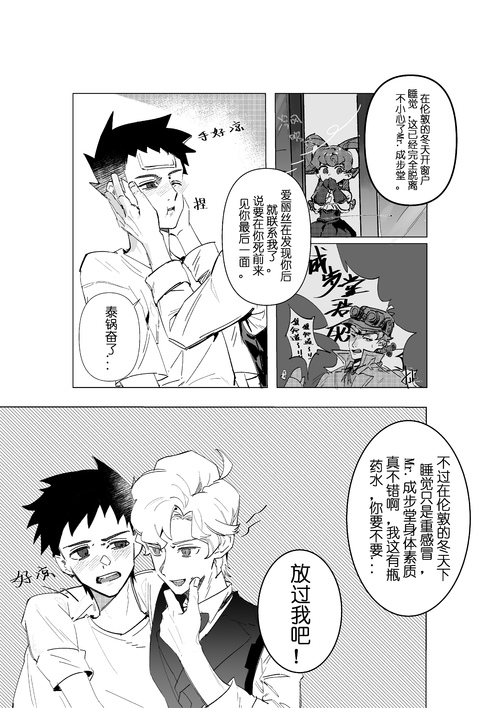 在伦敦的冬天开窗户
睡觉.这已经完全脱离
不小心了Mr. 成步堂。
爱丽丝在发现你后
就联系我了。
说要在你死前来
见你最后一面。
成步堂君死
手好凉
捏
泰锅奋了...
不过在伦敦的冬天下
睡觉只是重感冒，
Mr. 成步堂身体素质
真不错啊，我这有瓶
药水，你要不要...
放过我吧！
好凉